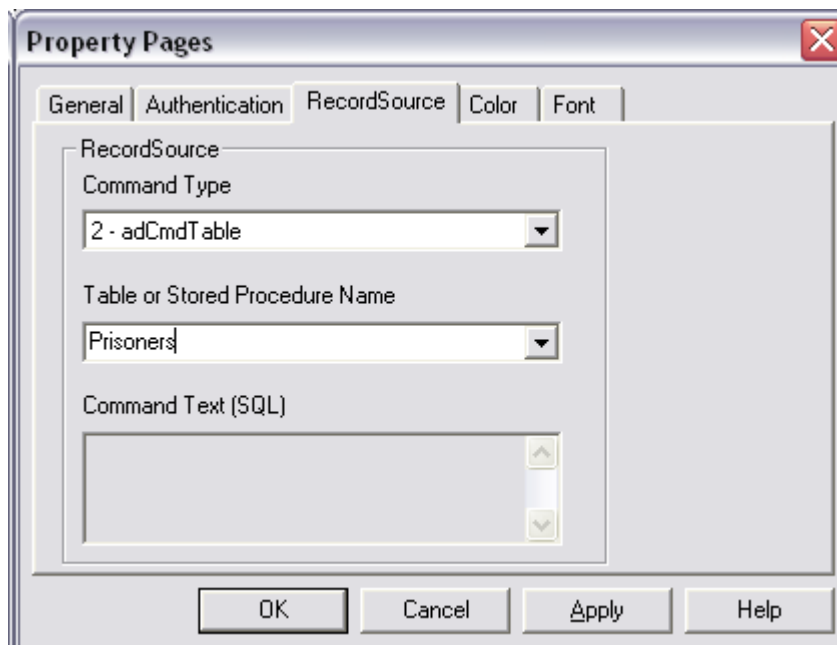 Property Pages
General Authentication RecordSource Color Font
RecordSource
Command Type
2 - adCmdTable
Table or Stored Procedure Name
Prisoners
Command Text (SQL)
OK Cancel Apply Help